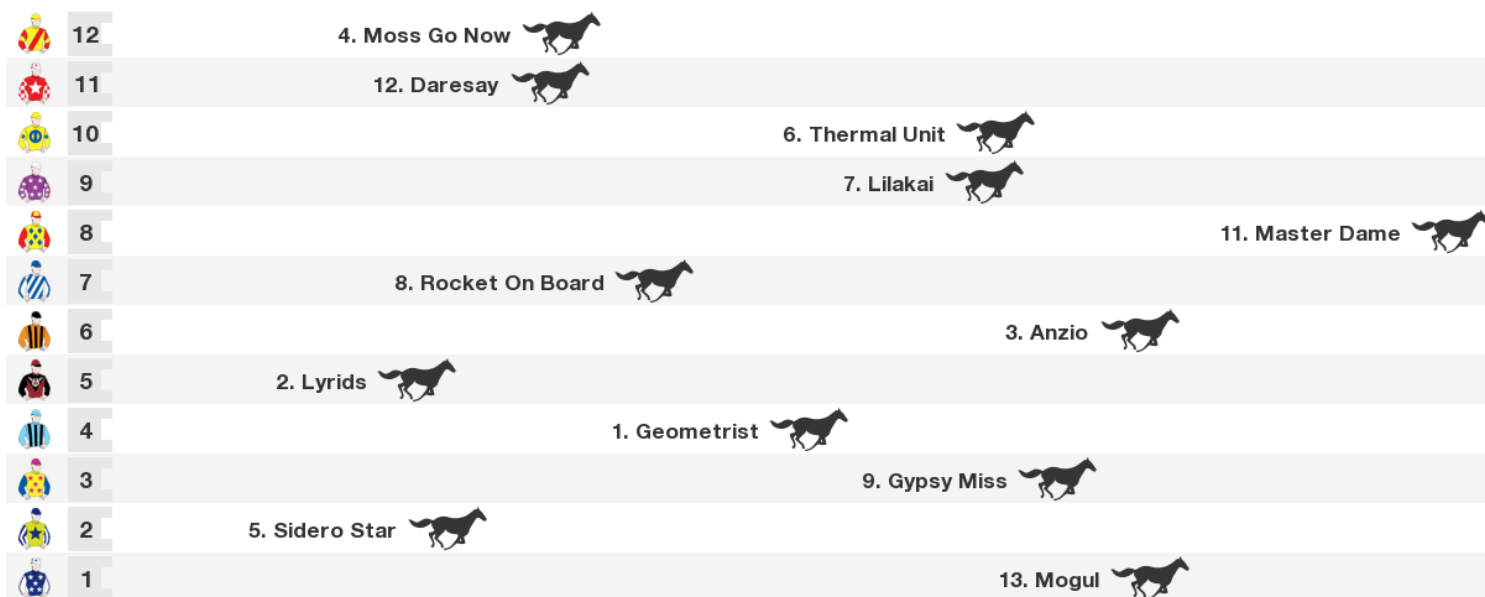 12 4. Moss Go Now
11 12. Daresay
10 6. Thermal Unit
9 7. Lilakai
8 11. Master Dame
7 8. Rocket On Board
6 3. Anzio
5 2. Lyrids
4 1. Geometrist
3 9. Gypsy Miss
2 5. Sidero Star
1 13. Mogul